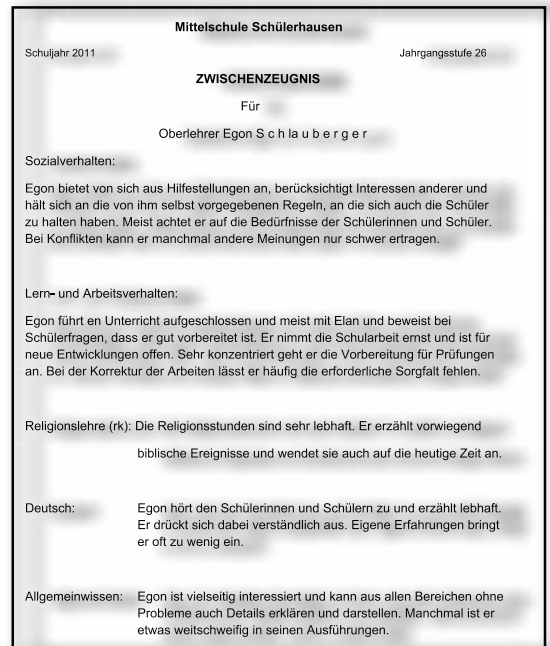 Mittelschule Schülerhausen
Schuljahr 2011 Jahrgangsstufe 26
ZWISCHENZEUGNIS
Für
Oberlehrer Egon S c h l a u b e r g e r
Sozialverhalten:
Egon bietet von sich aus Hilfestellungen an, berücksichtigt Interessen anderer und
hält sich an die von ihm selbst vorgegebenen Regeln, an die sich auch die Schüler
zu halten haben. Meist achtet er auf die Bedürfnisse der Schülerinnen und Schüler.
Bei Konflikten kann er manchmal andere Meinungen nur schwer ertragen.
Lern- und Arbeitsverhalten:
Egon führt en Unterricht aufgeschlossen und meist mit Elan und beweist bei
Schülerfragen, dass er gut vorbereitet ist. Er nimmt die Schularbeit ernst und ist für
neue Entwicklungen offen. Sehr konzentriert geht er die Vorbereitung für Prüfungen
an. Bei der Korrektur der Arbeiten lässt er häufig die erforderliche Sorgfalt fehlen.
Religionslehre (rk): Die Religionsstunden sind sehr lebhaft. Er erzählt vorwiegend
biblische Ereignisse und wendet sie auch auf die heutige Zeit an.
Deutsch: Egon hört den Schülerinnen und Schülern zu und erzählt lebhaft.
Er drückt sich dabei verständlich aus. Eigene Erfahrungen bringt
er oft zu wenig ein.
Allgemeinwissen: Egon ist vielseitig interessiert und kann aus allen Bereichen ohne
Probleme auch Details erklären und darstellen. Manchmal ist er
etwas weitschweifig in seinen Ausführungen.